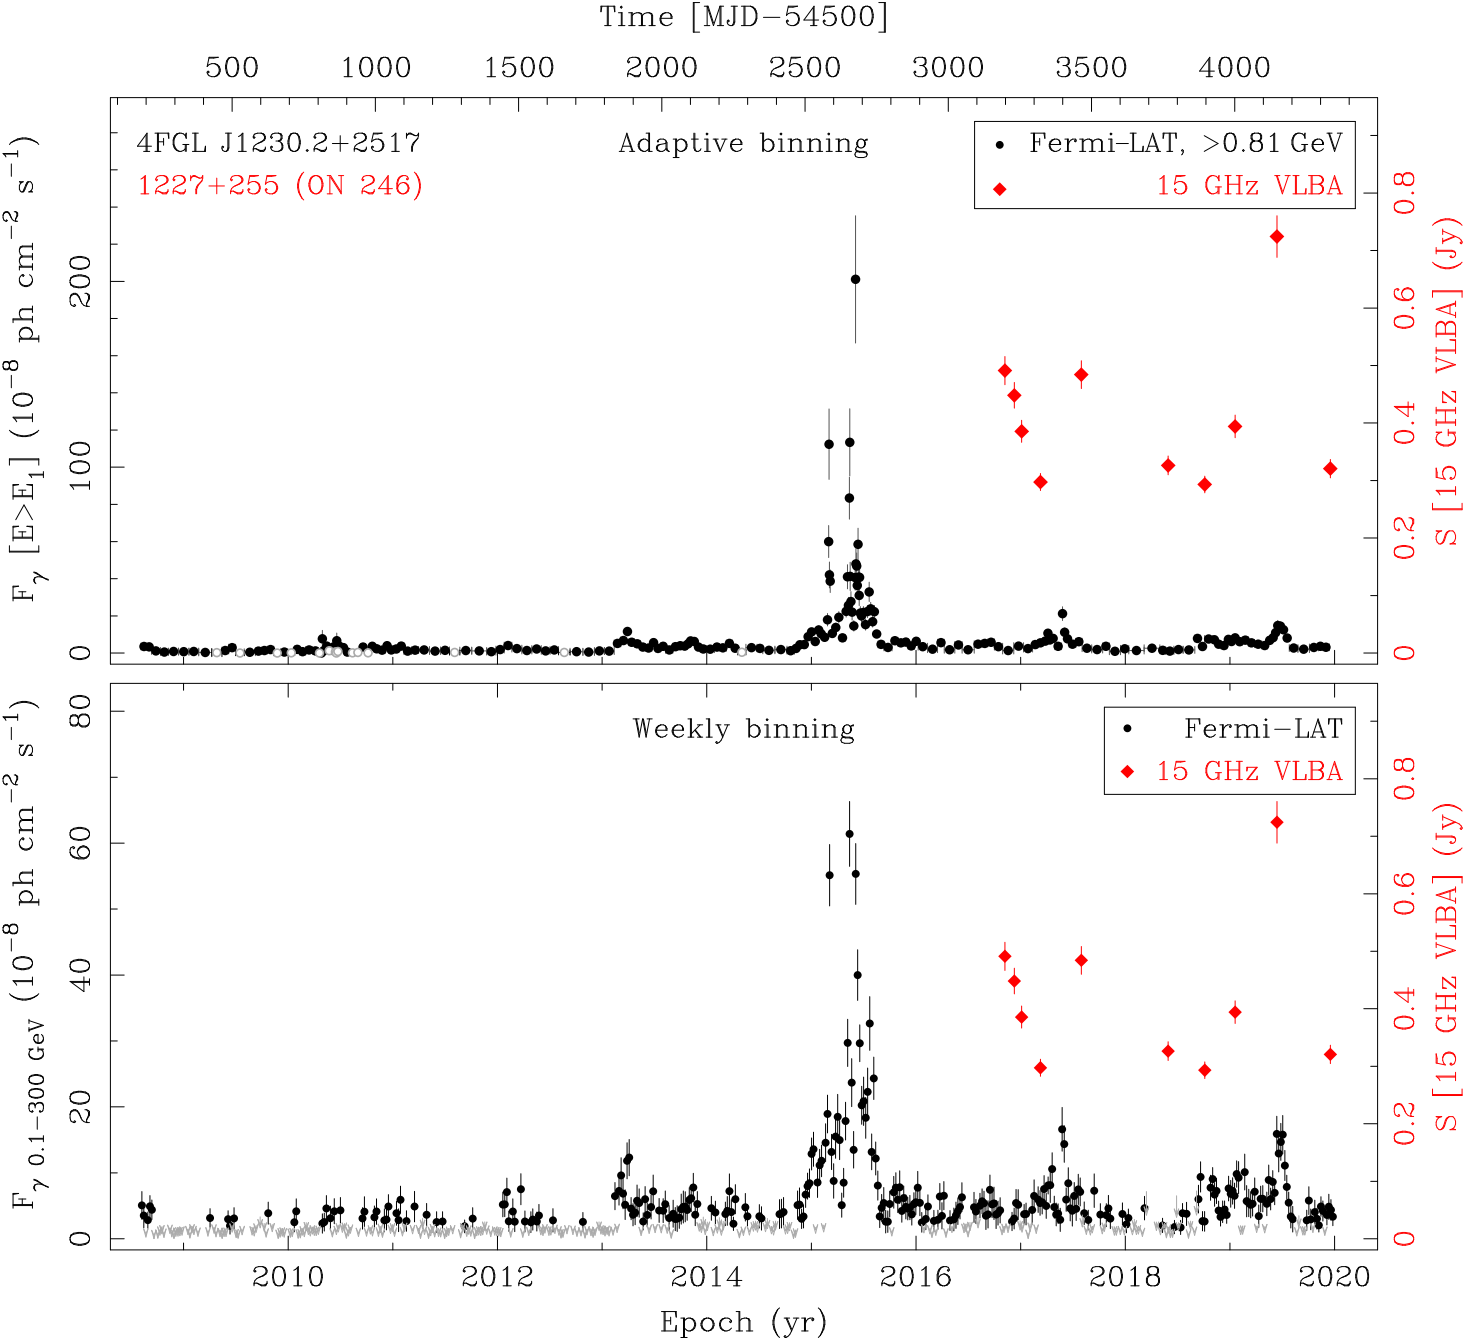 Time [MJD−54500]
500 1000 1500 2000 2500 3000 3500 4000
4FGL J1230.2+2517
1227+255 (ON 246)
Adaptive binning
Fermi−LAT, >0.81 GeV
15 GHz VLBA
F γ [E>E1] (10−8 ph cm−2 s−1)
0 100 200
S [15 GHz VLBA] (Jy)
0 0.2 0.4 0.6 0.8
Weekly binning
Fermi−LAT
15 GHz VLBA
F γ 0.1−300 GeV (10−8 ph cm−2 s−1)
0 20 40 60 80
S [15 GHz VLBA] (Jy)
0 0.2 0.4 0.6 0.8
2010 2012 2014 2016 2018 2020
Epoch (yr)